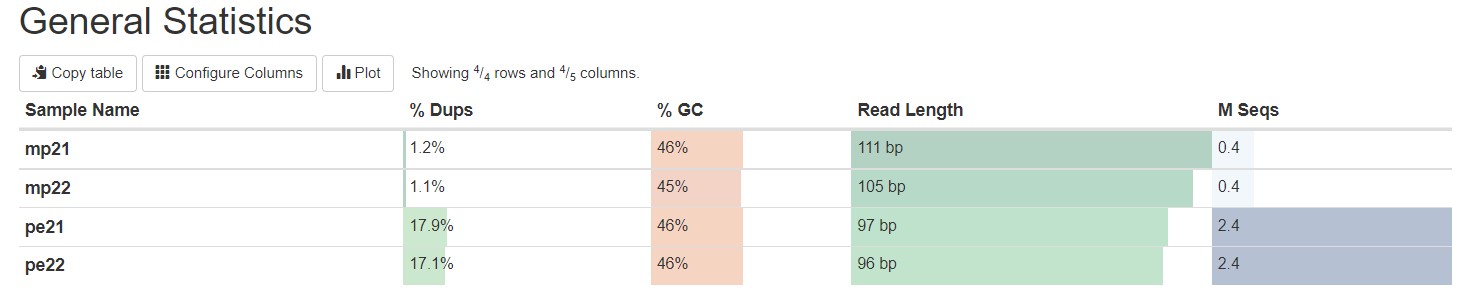 General Statistics
Copy table Configure Columns Plot Showing 4/4 rows and 4/5 columns.
Sample Name % Dups % GC Read Length M Seqs
mp21 1.2% 46% 111 bp 0.4
mp22 1.1% 45% 105 bp 0.4
pe21 17.9% 46% 97 bp 2.4
pe22 17.1% 46% 96 bp 2.4